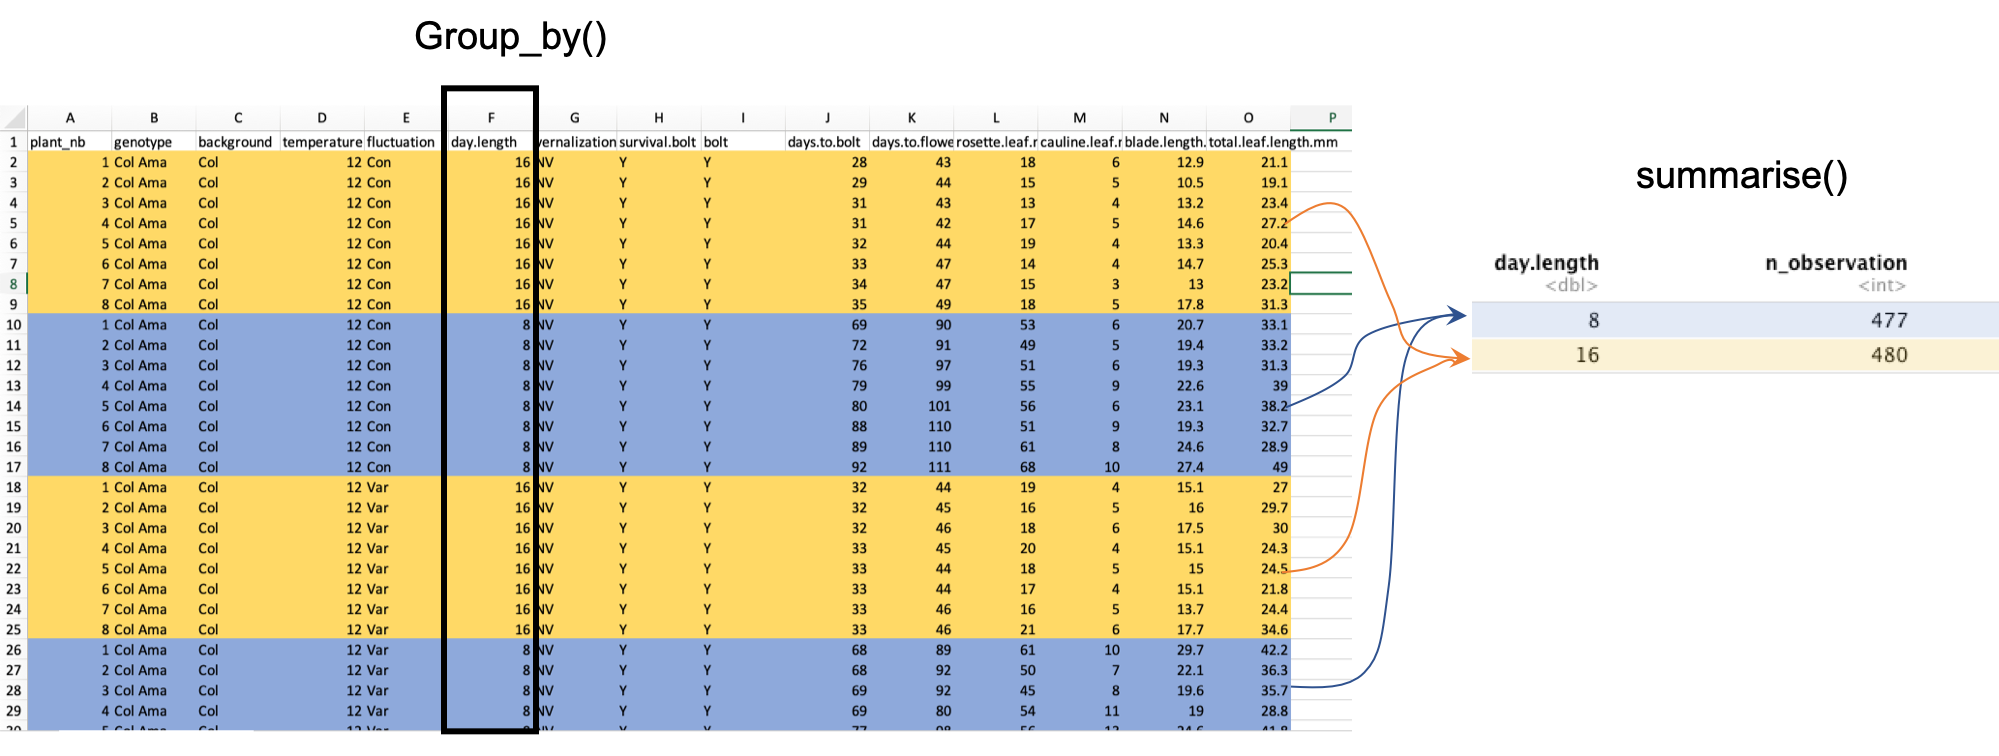 Group_by()
A B C D E F G H I J K L M N O P
1 plant_nb genotype background temperature fluctuation day.length vernalization survival.bolt bolt days.to.bolt days.to.flowe rosette.leaf.r cauline.leaf.r blade.length. total.leaf.length.mm
2 1 Col Ama Col 12 Con 16 NV Y Y 28 43 18 6 12.9 21.1
3 2 Col Ama Col 12 Con 16 NV Y Y 29 44 15 5 10.5 19.1
4 3 Col Ama Col 12 Con 16 NV Y Y 31 43 13 4 13.2 23.4
5 4 Col Ama Col 12 Con 16 NV Y Y 31 42 17 5 14.6 27.2
6 5 Col Ama Col 12 Con 16 NV Y Y 32 44 19 4 13.3 20.4
7 6 Col Ama Col 12 Con 16 NV Y Y 33 47 14 4 14.7 25.3
8 7 Col Ama Col 12 Con 16 NV Y Y 34 47 15 3 13 23.2
9 8 Col Ama Col 12 Con 16 NV Y Y 35 49 18 5 17.8 31.3
10 1 Col Ama Col 12 Con 8 NV Y Y 69 90 53 6 20.7 33.1
11 2 Col Ama Col 12 Con 8 NV Y Y 72 91 49 5 19.4 33.2
12 3 Col Ama Col 12 Con 8 NV Y Y 76 97 51 6 19.3 31.3
13 4 Col Ama Col 12 Con 8 NV Y Y 79 99 55 9 22.6 39
14 5 Col Ama Col 12 Con 8 NV Y Y 80 101 56 6 23.1 38.2
15 6 Col Ama Col 12 Con 8 NV Y Y 88 110 51 9 19.3 32.7
16 7 Col Ama Col 12 Con 8 NV Y Y 89 110 61 8 24.6 28.9
17 8 Col Ama Col 12 Con 8 NV Y Y 92 111 68 10 27.4 49
18 1 Col Ama Col 12 Var 16 NV Y Y 32 44 19 4 15.1 27
19 2 Col Ama Col 12 Var 16 NV Y Y 32 45 16 5 16 29.7
20 3 Col Ama Col 12 Var 16 NV Y Y 32 46 18 6 17.5 30
21 4 Col Ama Col 12 Var 16 NV Y Y 33 45 20 4 15.1 24.3
22 5 Col Ama Col 12 Var 16 NV Y Y 33 44 18 5 15 24.5
23 6 Col Ama Col 12 Var 16 NV Y Y 33 44 17 4 15.1 21.8
24 7 Col Ama Col 12 Var 16 NV Y Y 33 46 16 5 13.7 24.4
25 8 Col Ama Col 12 Var 16 NV Y Y 33 46 21 6 17.7 34.6
26 1 Col Ama Col 12 Var 8 NV Y Y 68 89 61 10 29.7 42.2
27 2 Col Ama Col 12 Var 8 NV Y Y 68 92 50 7 22.1 36.3
28 3 Col Ama Col 12 Var 8 NV Y Y 69 92 45 8 19.6 35.7
29 4 Col Ama Col 12 Var 8 NV Y Y 69 80 54 11 19 28.8
summarise()
day.length n_observation
<dbl> <int>
8 477
16 480